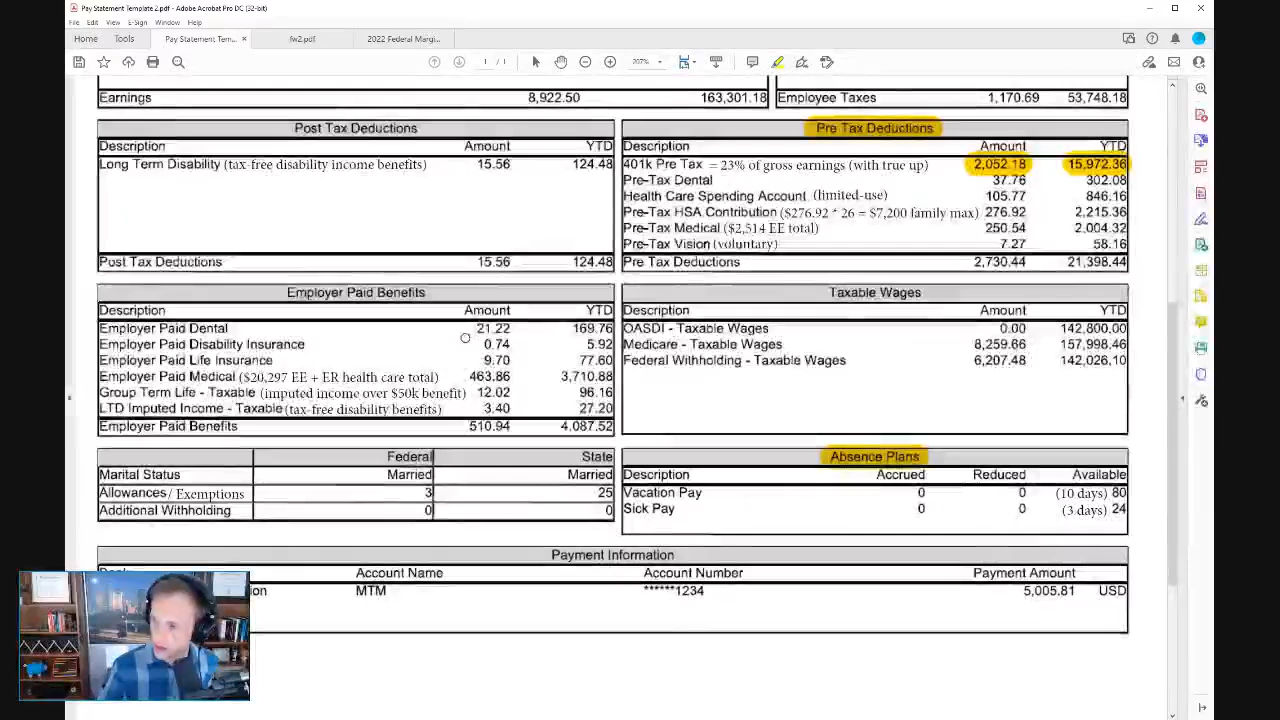 Pay Statement Template 2.pdf - Adobe Acrobat Pro DC (32-bit)
File Edit View E-Sign Window Help
Home Tools Pay Statement Tem... × fw2.pdf 2022 Federal Margi...
1 / 1 207%
Earnings 8,922.50 163,301.18 Employee Taxes 1,170.69 53,748.18
Post Tax Deductions
Description Amount YTD
Long Term Disability (tax-free disability income benefits) 15.56 124.48
Post Tax Deductions 15.56 124.48
Pre Tax Deductions
Description Amount YTD
401k Pre Tax = 23% of gross earnings (with true up) 2,052.18 15,972.36
Pre-Tax Dental 37.76 302.08
Health Care Spending Account (limited-use) 105.77 846.16
Pre-Tax HSA Contribution ($276.92 * 26 = $7,200 family max) 276.92 2,215.36
Pre-Tax Medical ($2,514 EE total) 250.54 2,004.32
Pre-Tax Vision (voluntary) 7.27 58.16
Pre Tax Deductions 2,730.44 21,398.44
Employer Paid Benefits
Description Amount YTD
Employer Paid Dental 21.22 169.76
Employer Paid Disability Insurance 0.74 5.92
Employer Paid Life Insurance 9.70 77.60
Employer Paid Medical ($20,297 EE + ER health care total) 463.86 3,710.88
Group Term Life - Taxable (imputed income over $50k benefit) 12.02 96.16
LTD Imputed Income - Taxable (tax-free disability benefits) 3.40 27.20
Employer Paid Benefits 510.94 4,087.52
Taxable Wages
Description Amount YTD
OASDI - Taxable Wages 0.00 142,800.00
Medicare - Taxable Wages 8,259.66 157,998.46
Federal Withholding - Taxable Wages 6,207.48 142,026.10
Federal State
Marital Status Married Married
Allowances / Exemptions 3 25
Additional Withholding 0 0
Absence Plans
Description Accrued Reduced Available
Vacation Pay 0 0 (10 days) 80
Sick Pay 0 0 (3 days) 24
Payment Information
Account Name Account Number Payment Amount
MTM ******1234 5,005.81 USD